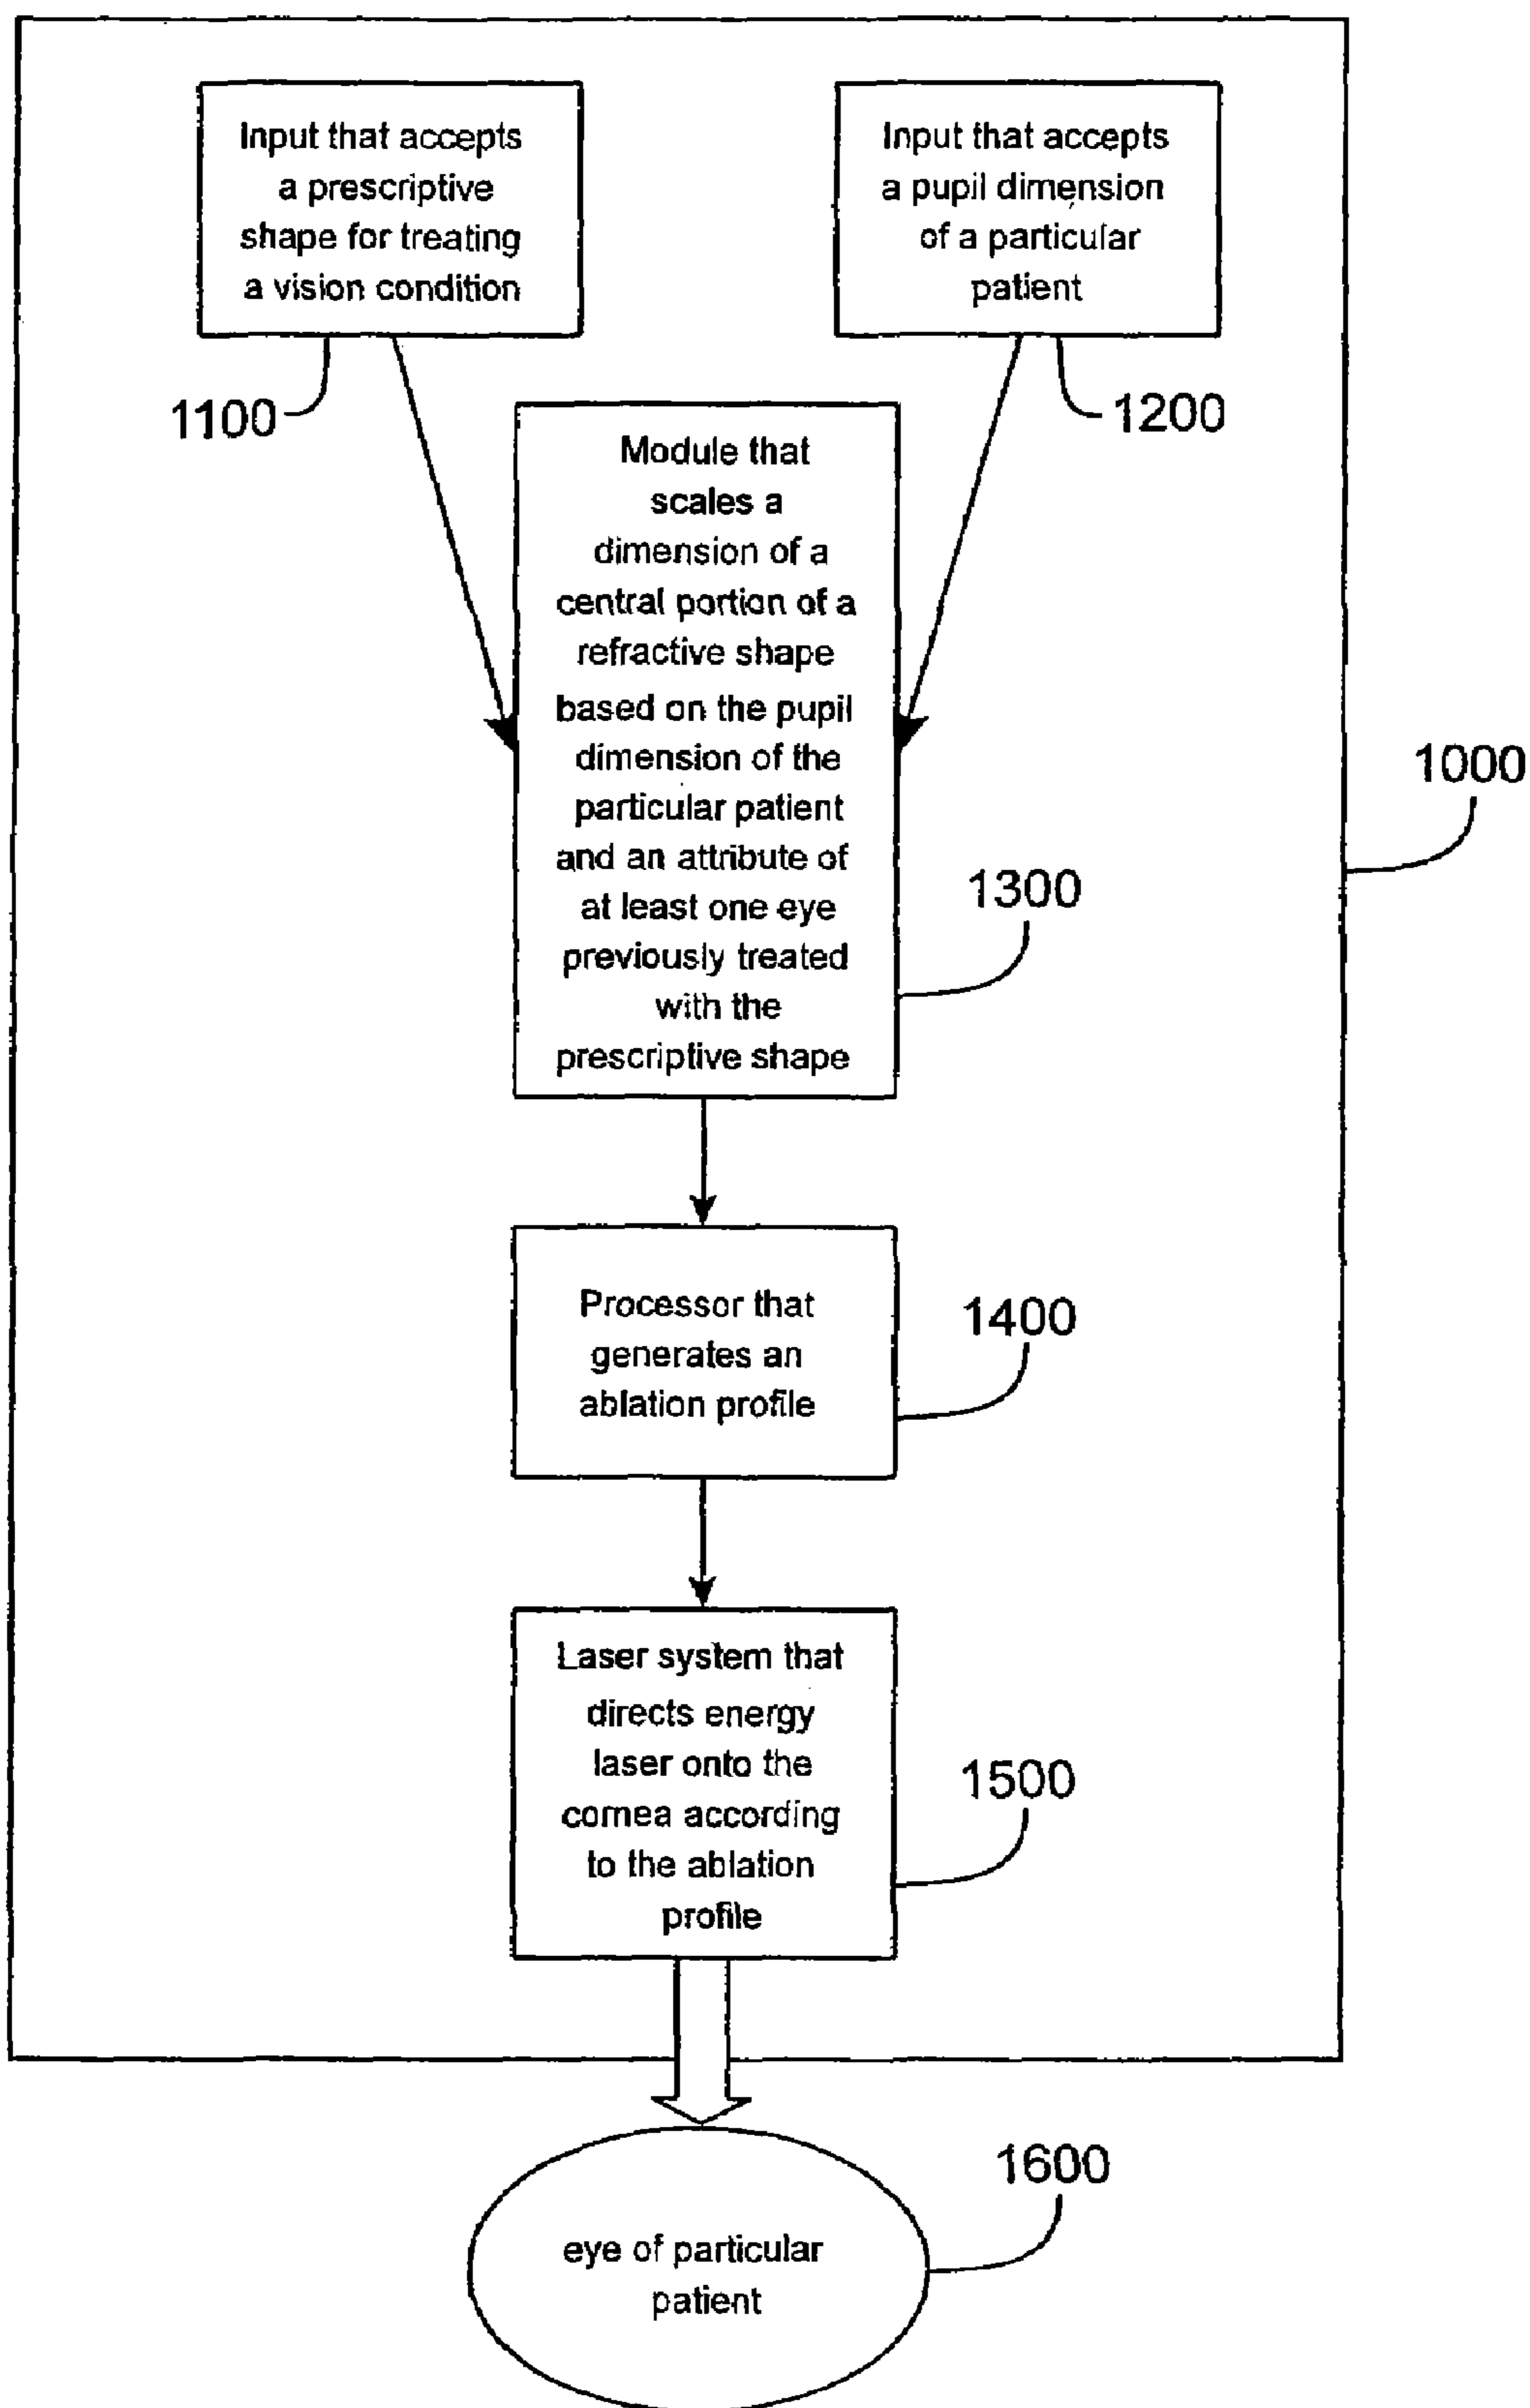 Input that accepts
a prescriptive
shape for treating
a vision condition
Input that accepts
a pupil dimension
of a particular
patient
1100
1200
Module that
scales a
dimension of a
central portion of a
refractive shape
based on the pupil
dimension of the
particular patient
and an attribute of
at least one eye
previously treated
with the
prescriptive shape
1000
1300
Processor that
generates an
ablation profile
1400
Laser system that
directs energy
laser onto the
cornea according
to the ablation
profile
1500
1600
eye of particular
patient